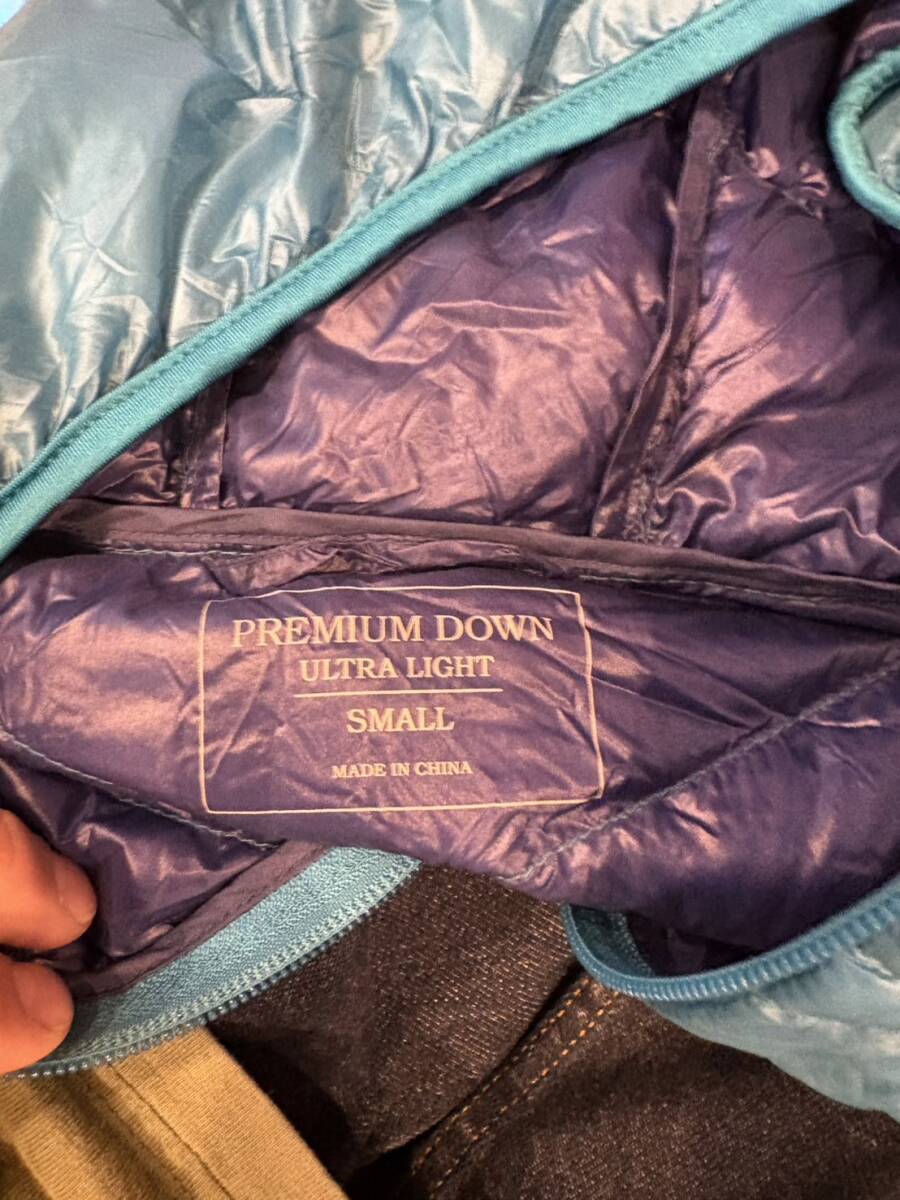 PREMIUM DOWN
ULTRA LIGHT
SMALL
MADE IN CHINA